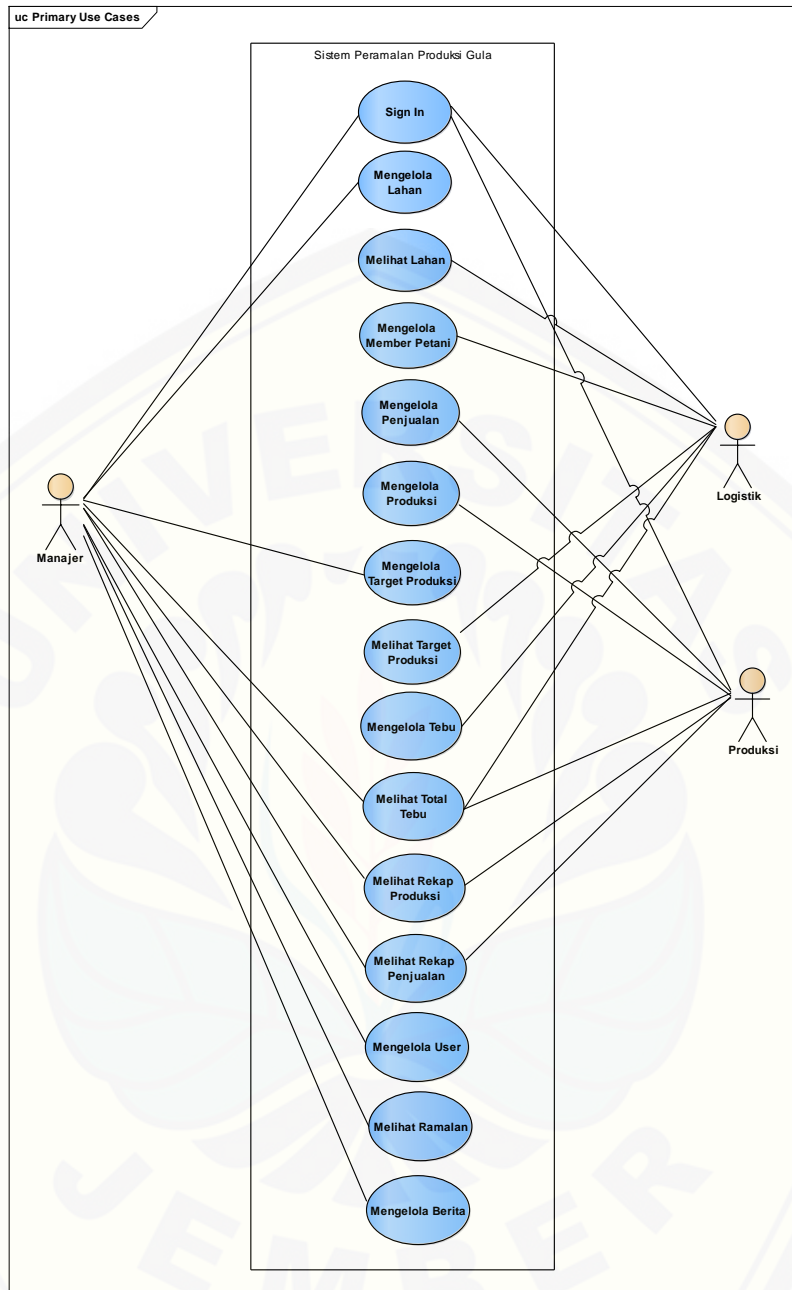 uc Primary Use Cases
Sistem Peramalan Produksi Gula
Sign In
Mengelola
Lahan
Melihat Lahan
Mengelola
Member Petani
Mengelola
Penjualan
Mengelola
Produksi
Mengelola
Target Produksi
Melihat Target
Produksi
Mengelola Tebu
Melihat Total
Tebu
Melihat Rekap
Produksi
Melihat Rekap
Penjualan
Mengelola User
Melihat Ramalan
Mengelola Berita
Manajer
Logistik
Produksi
UNIVERSITAS
JEMBER